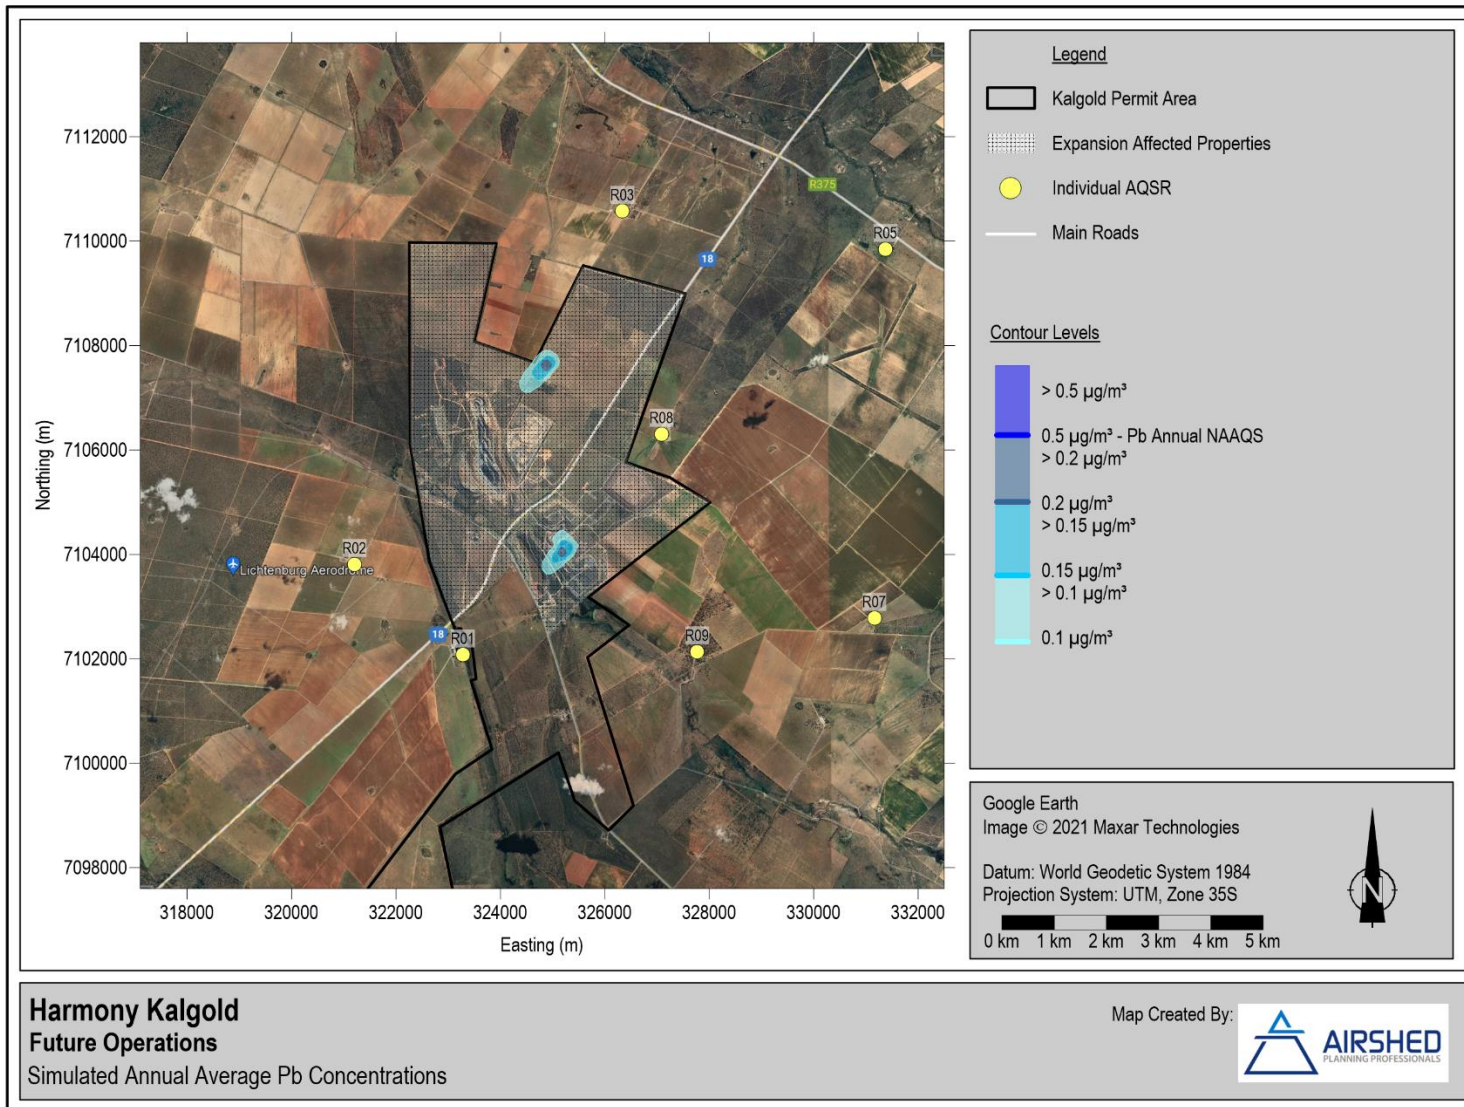 7112000
7110000
7108000
7106000
7104000
7102000
7100000
7098000
Northing (m)
318000 320000 322000 324000 326000 328000 330000 332000
Easting (m)
R375
R03
R05
18
R08
R02
Lichtenburg Aerodrome
R07
18
R01
R09
Legend
Kalgold Permit Area
Expansion Affected Properties
Individual AQSR
Main Roads
Contour Levels
> 0.5 µg/m³
0.5 µg/m³ - Pb Annual NAAQS
> 0.2 µg/m³
0.2 µg/m³
> 0.15 µg/m³
0.15 µg/m³
> 0.1 µg/m³
0.1 µg/m³
Google Earth
Image © 2021 Maxar Technologies
Datum: World Geodetic System 1984
Projection System: UTM, Zone 35S
0 km 1 km 2 km 3 km 4 km 5 km
N
Harmony Kalgold
Future Operations
Simulated Annual Average Pb Concentrations
Map Created By:
AIRSHED
PLANNING PROFESSIONALS